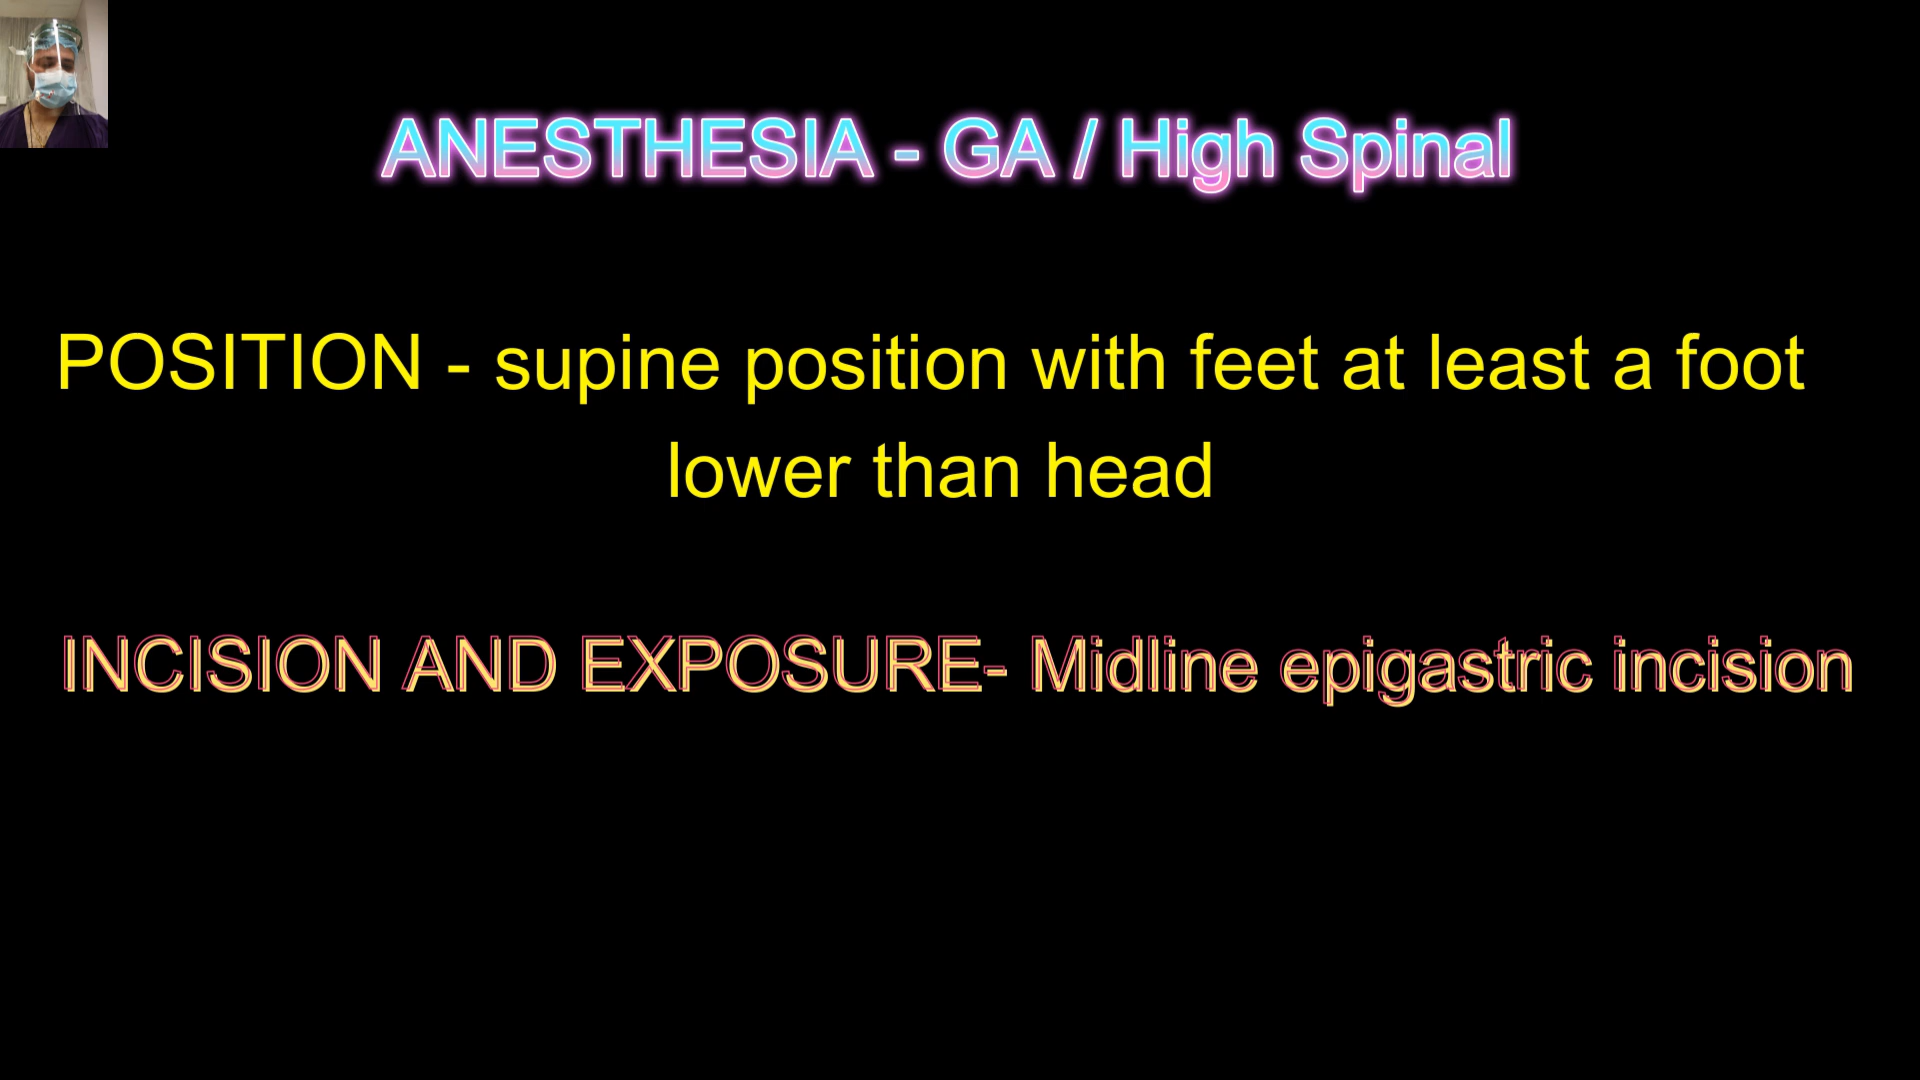 ANESTHESIA - GA / High Spinal
POSITION - supine position with feet at least a foot
lower than head
INCISION AND EXPOSURE- Midline epigastric incision